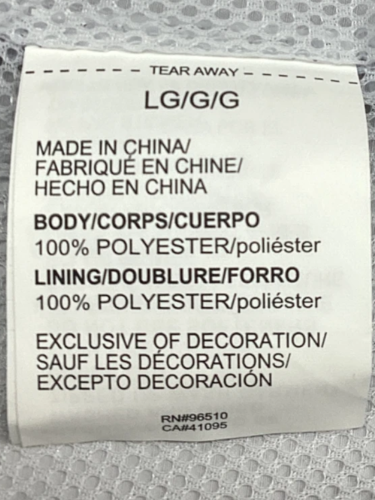 TEAR AWAY
LG/G/G
MADE IN CHINA/
FABRIQUÉ EN CHINE/
HECHO EN CHINA
BODY/CORPS/CUERPO
100% POLYESTER/poliéster
LINING/DOUBLURE/FORRO
100% POLYESTER/poliéster
EXCLUSIVE OF DECORATION/
SAUF LES DÉCORATIONS/
EXCEPTO DECORACIÓN
RN#96510
CA#41095